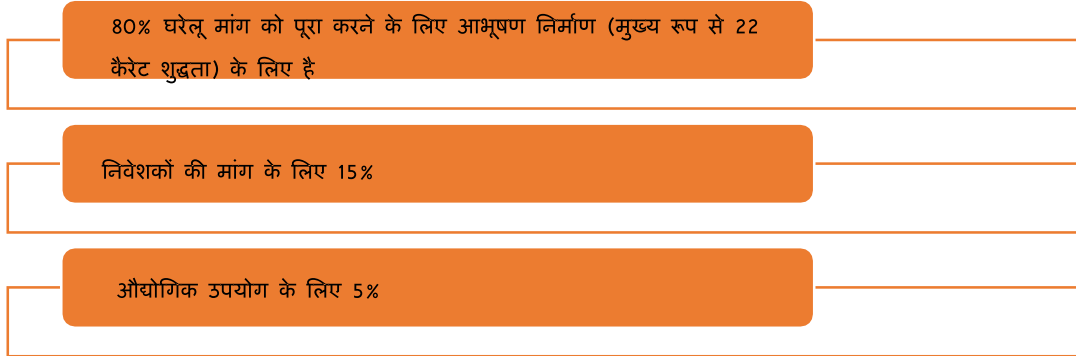 80% घरेलू मांग को पूरा करने के लिए आभूषण निर्माण (मुख्य रूप से 22
कैरेट शुद्धता) के लिए है
निवेशकों की मांग के लिए 15%
औद्योगिक उपयोग के लिए 5%